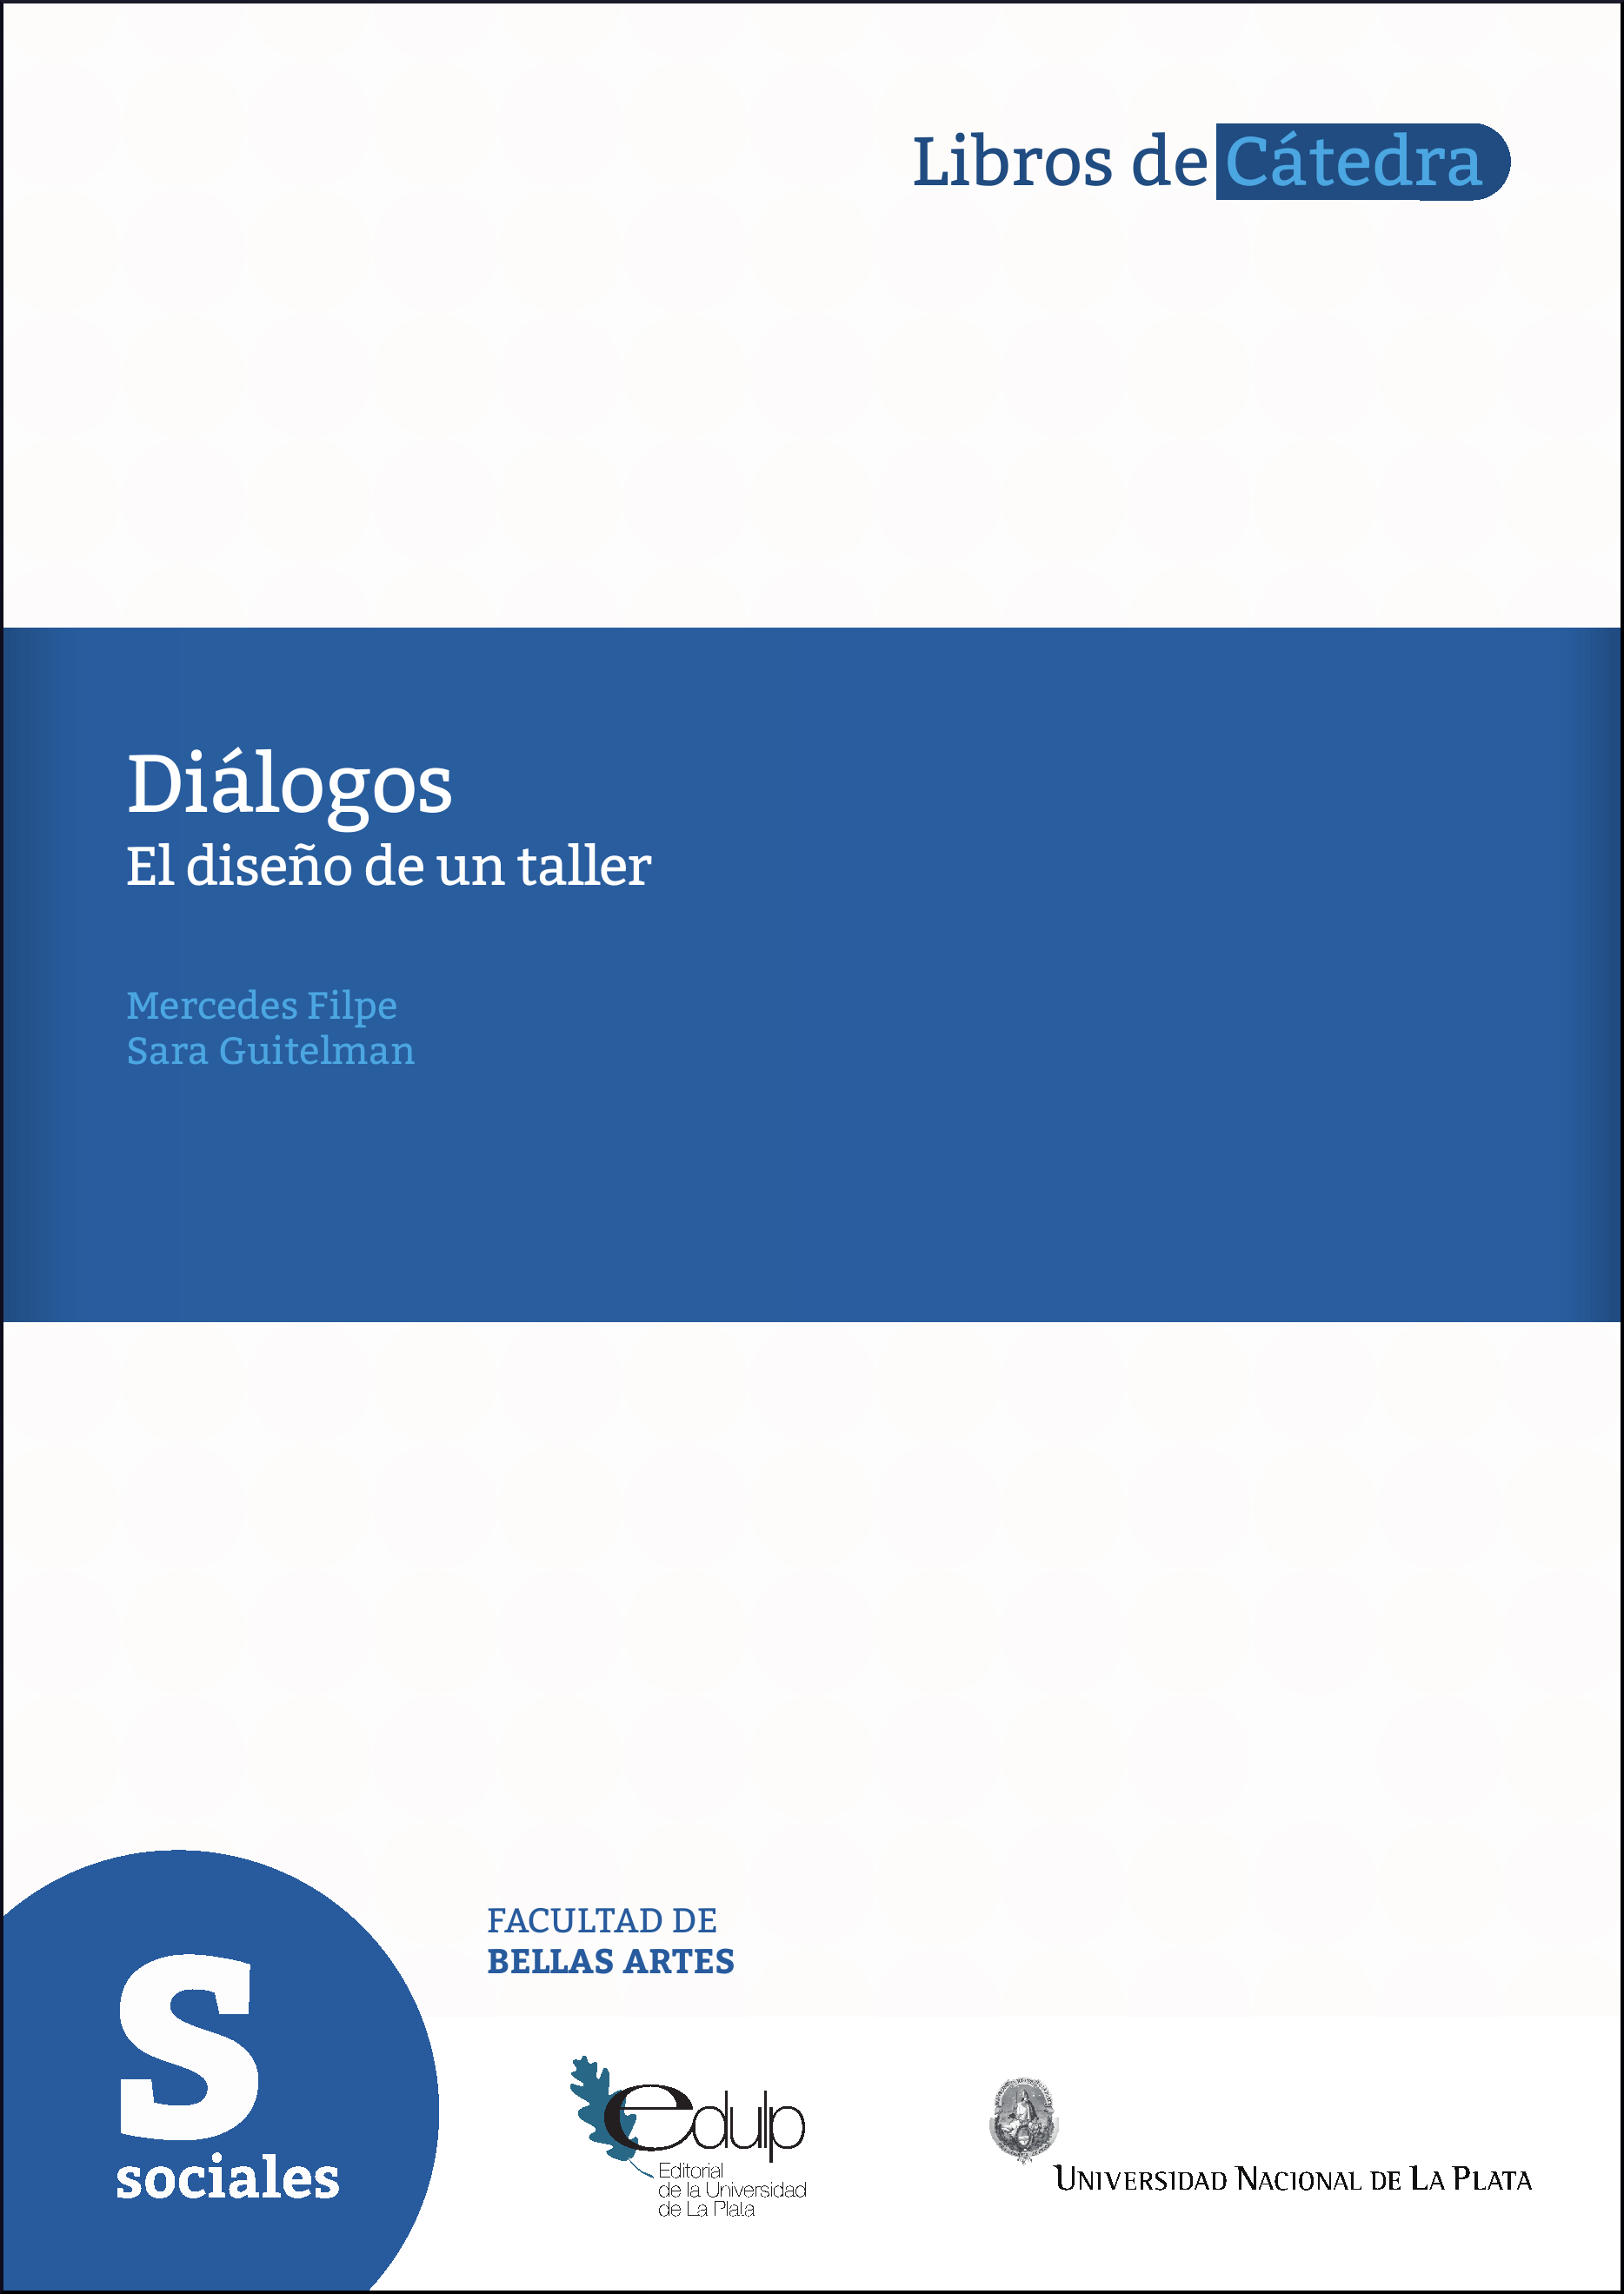 Libros de Cátedra
Diálogos
El diseño de un taller
Mercedes Filpe
Sara Guitelman
FACULTAD DE
BELLAS ARTES
S
sociales
edulp
Editorial
de la Universidad
de La Plata
UNIVERSIDAD NACIONAL DE LA PLATA